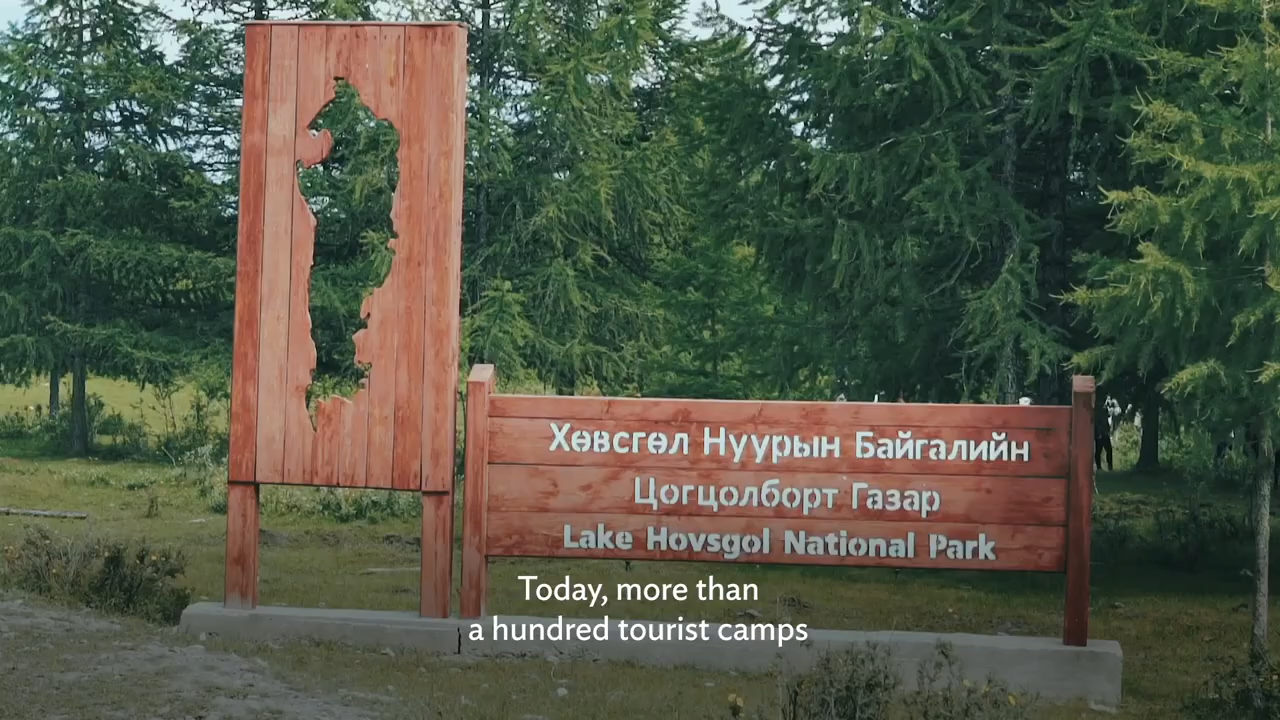 Хөвсгөл Нуурын Байгалийн
Цогцолборт Газар
Lake Hovsgol National Park
Today, more than
a hundred tourist camps